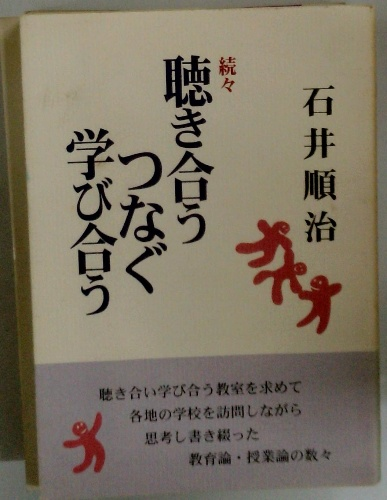 石井順治
続々
聴き合う
つなぐ
学び合う
聴き合い学び合う教室を求めて
各地の学校を訪問しながら
思考し書き綴った
教育論・授業論の数々